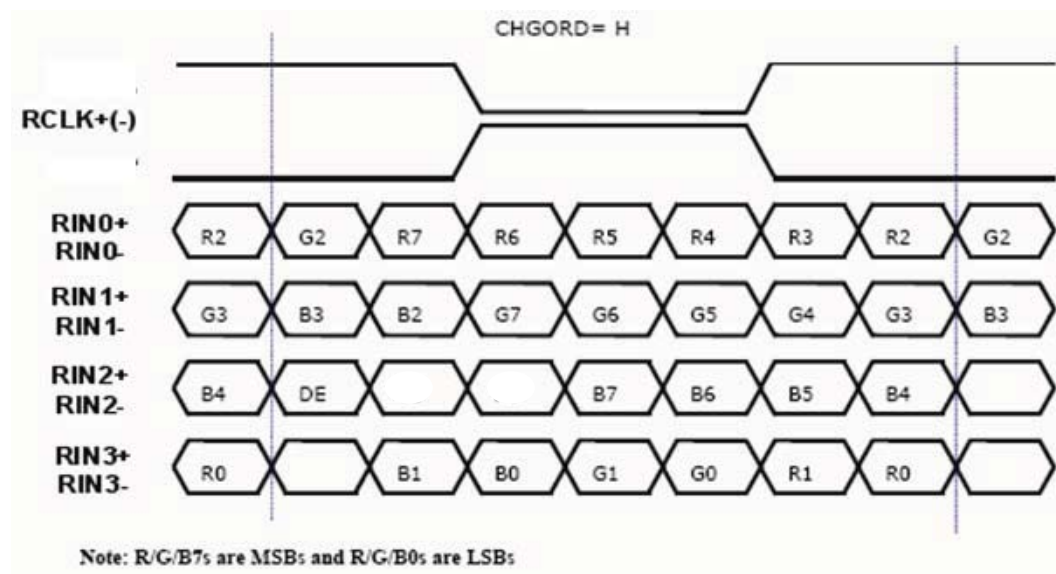 CHGORD= H
RCLK+(-)
RIN0+
RIN0-
R2 G2 R7 R6 R5 R4 R3 R2 G2
RIN1+
RIN1-
G3 B3 B2 G7 G6 G5 G4 G3 B3
RIN2+
RIN2-
B4 DE B7 B6 B5 B4
RIN3+
RIN3-
R0 B1 B0 G1 G0 R1 R0
Note: R/G/B7s are MSBs and R/G/B0s are LSBs